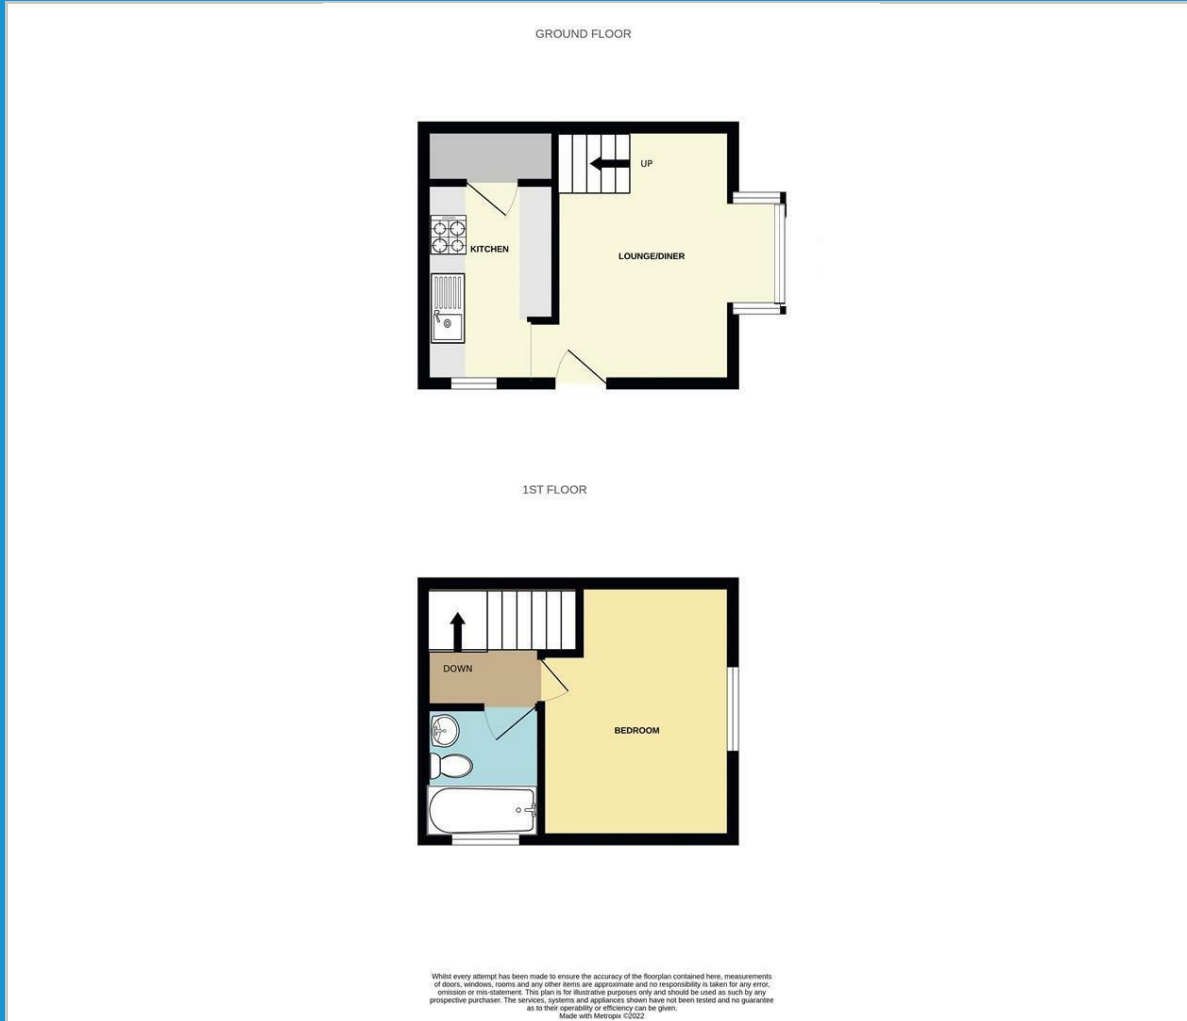 GROUND FLOOR
UP
KITCHEN
LOUNGE/DINER
1ST FLOOR
DOWN
BEDROOM
Whilst every attempt has been made to ensure the accuracy of the floorplan contained here, measurements
of doors, windows, rooms and any other items are approximate and no responsibility is taken for any error,
omission or mis-statement. This plan is for illustrative purposes only and should be used as such by any
prospective purchaser. The services, systems and appliances shown have not been tested and no guarantee
as to their operability or efficiency can be given.
Made with Metropix ©2022